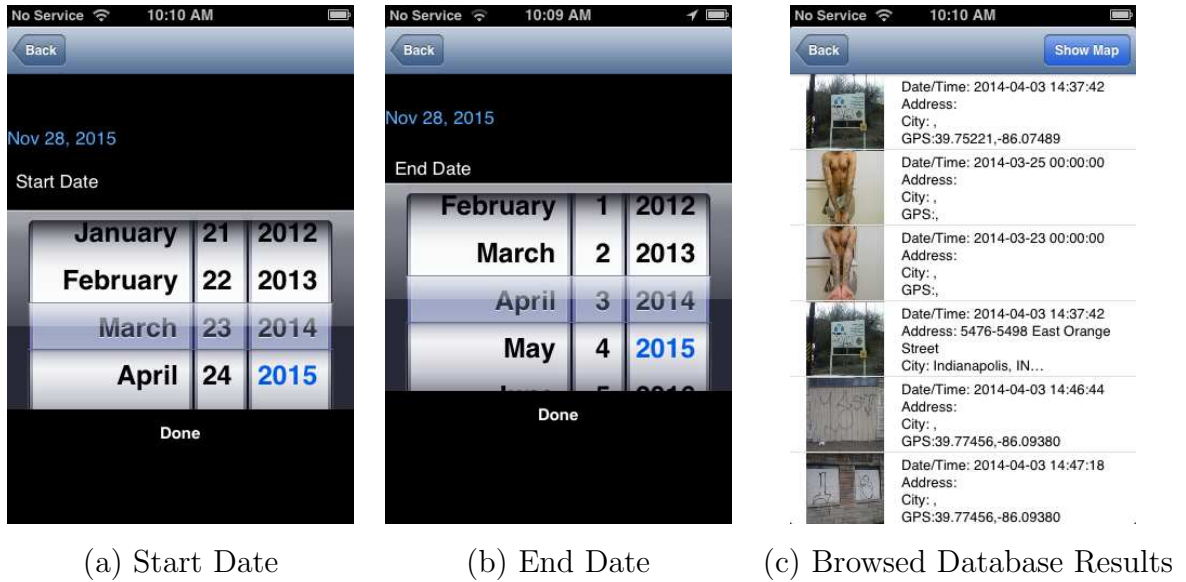 No Service 10:10 AM
Back
Nov 28, 2015
Start Date
January 21 2012
February 22 2013
March 23 2014
April 24 2015
Done
(a) Start Date
No Service 10:09 AM
Back
Nov 28, 2015
End Date
February 1 2012
March 2 2013
April 3 2014
May 4 2015
Done
(b) End Date
No Service 10:10 AM
Back Show Map
Date/Time: 2014-04-03 14:37:42
Address:
City: ,
GPS:39.75221,-86.07489
Date/Time: 2014-03-25 00:00:00
Address:
City: ,
GPS:,
Date/Time: 2014-03-23 00:00:00
Address:
City: ,
GPS:,
Date/Time: 2014-04-03 14:37:42
Address: 5476-5498 East Orange
Street
City: Indianapolis, IN...
Date/Time: 2014-04-03 14:46:44
Address:
City: ,
GPS:39.77456,-86.09380
Date/Time: 2014-04-03 14:47:18
Address:
City: ,
GPS:39.77456,-86.09380
(c) Browsed Database Results